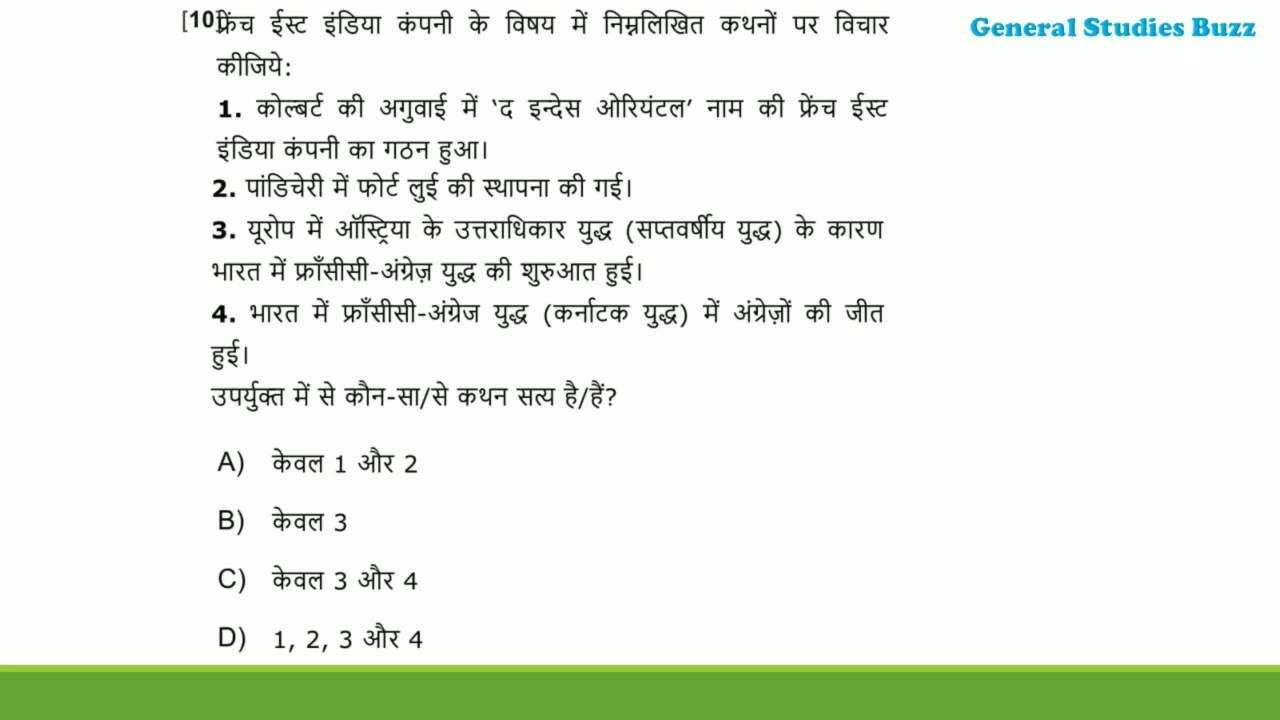 General Studies Buzz
[10] फ्रेंच ईस्ट इंडिया कंपनी के विषय में निम्नलिखित कथनों पर विचार
कीजिये:
1. कोल्बर्ट की अगुवाई में ‘द इन्देस ओरियंटल’ नाम की फ्रेंच ईस्ट
इंडिया कंपनी का गठन हुआ।
2. पांडिचेरी में फोर्ट लुई की स्थापना की गई।
3. यूरोप में ऑस्ट्रिया के उत्तराधिकार युद्ध (सप्तवर्षीय युद्ध) के कारण
भारत में फ्राँसीसी-अंग्रेज़ युद्ध की शुरुआत हुई।
4. भारत में फ्राँसीसी-अंग्रेज युद्ध (कर्नाटक युद्ध) में अंग्रेज़ों की जीत
हुई।
उपर्युक्त में से कौन-सा/से कथन सत्य है/हैं?
A) केवल 1 और 2
B) केवल 3
C) केवल 3 और 4
D) 1, 2, 3 और 4